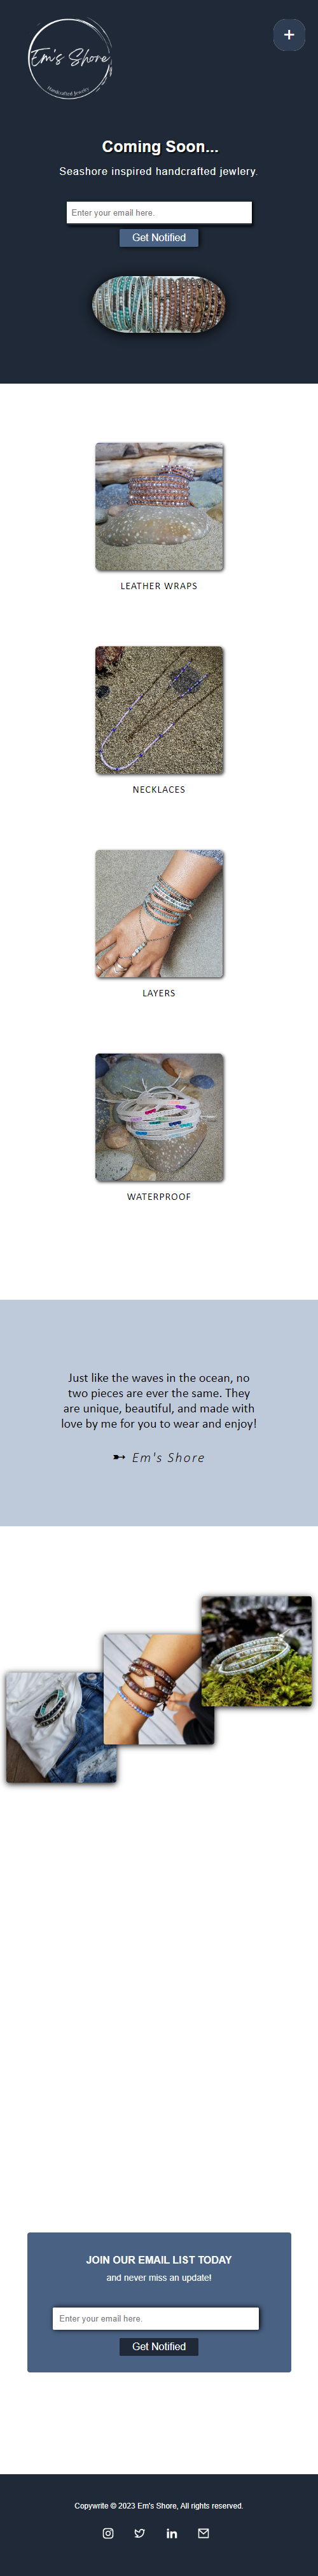 Em's Shore
Handcrafted Jewelry
Coming Soon...
Seashore inspired handcrafted jewlery.
Enter your email here.
Get Notified
LEATHER WRAPS
NECKLACES
LAYERS
WATERPROOF
Just like the waves in the ocean, no
two pieces are ever the same. They
are unique, beautiful, and made with
love by me for you to wear and enjoy!
Em's Shore
JOIN OUR EMAIL LIST TODAY
and never miss an update!
Enter your email here.
Get Notified
Copywrite © 2023 Em's Shore, All rights reserved.